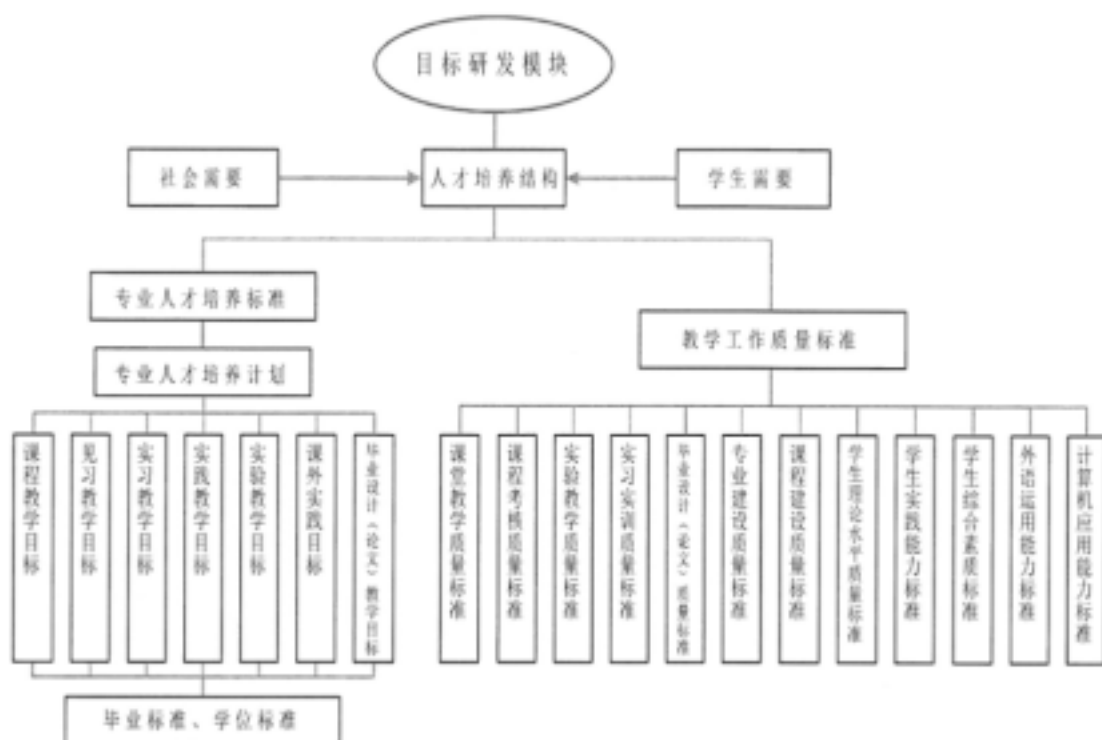 目标研发模块
社会需要
人才培养结构
学生需要
专业人才培养标准
教学工作质量标准
专业人才培养计划
课程教学目标
见习教学目标
实习教学目标
实践教学目标
实验教学目标
课外实践目标
毕业设计（论文）教学目标
课堂教学质量标准
课程考核质量标准
实验教学质量标准
实习实训质量标准
毕业设计（论文）质量标准
专业建设质量标准
课程建设质量标准
学生理论水平质量标准
学生实践能力标准
学生综合素质标准
外语运用能力标准
计算机应用能力标准
毕业标准、学位标准